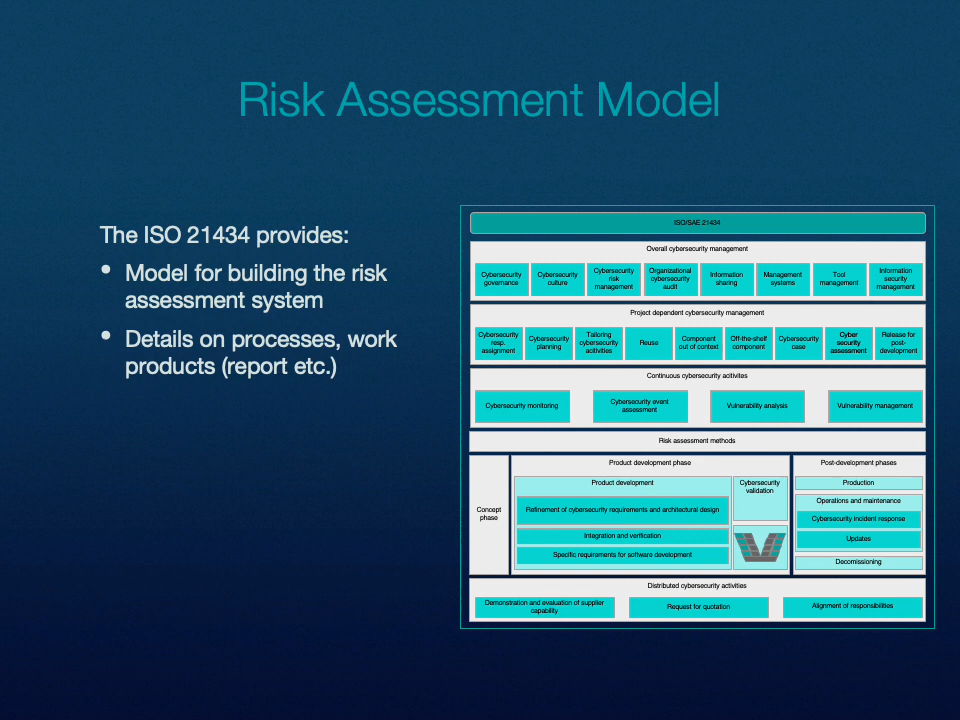 Risk Assessment Model
The ISO 21434 provides:
• Model for building the risk
assessment system
• Details on processes, work
products (report etc.)
ISO/SAE 21434
Overall cybersecurity management
Cybersecurity
governance
Cybersecurity
culture
Cybersecurity
risk
management
Organizational
cybersecurity
audit
Information
sharing
Management
systems
Tool
management
Information
security
management
Project dependent cybersecurity management
Cybersecurity
resp.
assignment
Cybersecurity
planning
Tailoring
cybersecurity
acitivities
Reuse
Component
out of context
Off-the-shelf
component
Cybersecurity
case
Cyber
security
assessment
Release for
post-
development
Continuous cybersecurity acitivites
Cybersecurity monitoring
Cybersecurity event
assessment
Vulnerability analysis
Vulnerability management
Risk assessment methods
Concept
phase
Product development phase
Product development
Refinement of cybersecurity requirements and architectural design
Integration and verification
Specific requirements for software development
Cybersecurity
validation
Post-development phases
Production
Operations and maintenance
Cybersecurity incident response
Updates
Decomissioning
Distributed cybersecurity activities
Demonstration and evaluation of supplier
capability
Request for quotation
Alignment of responsibilities